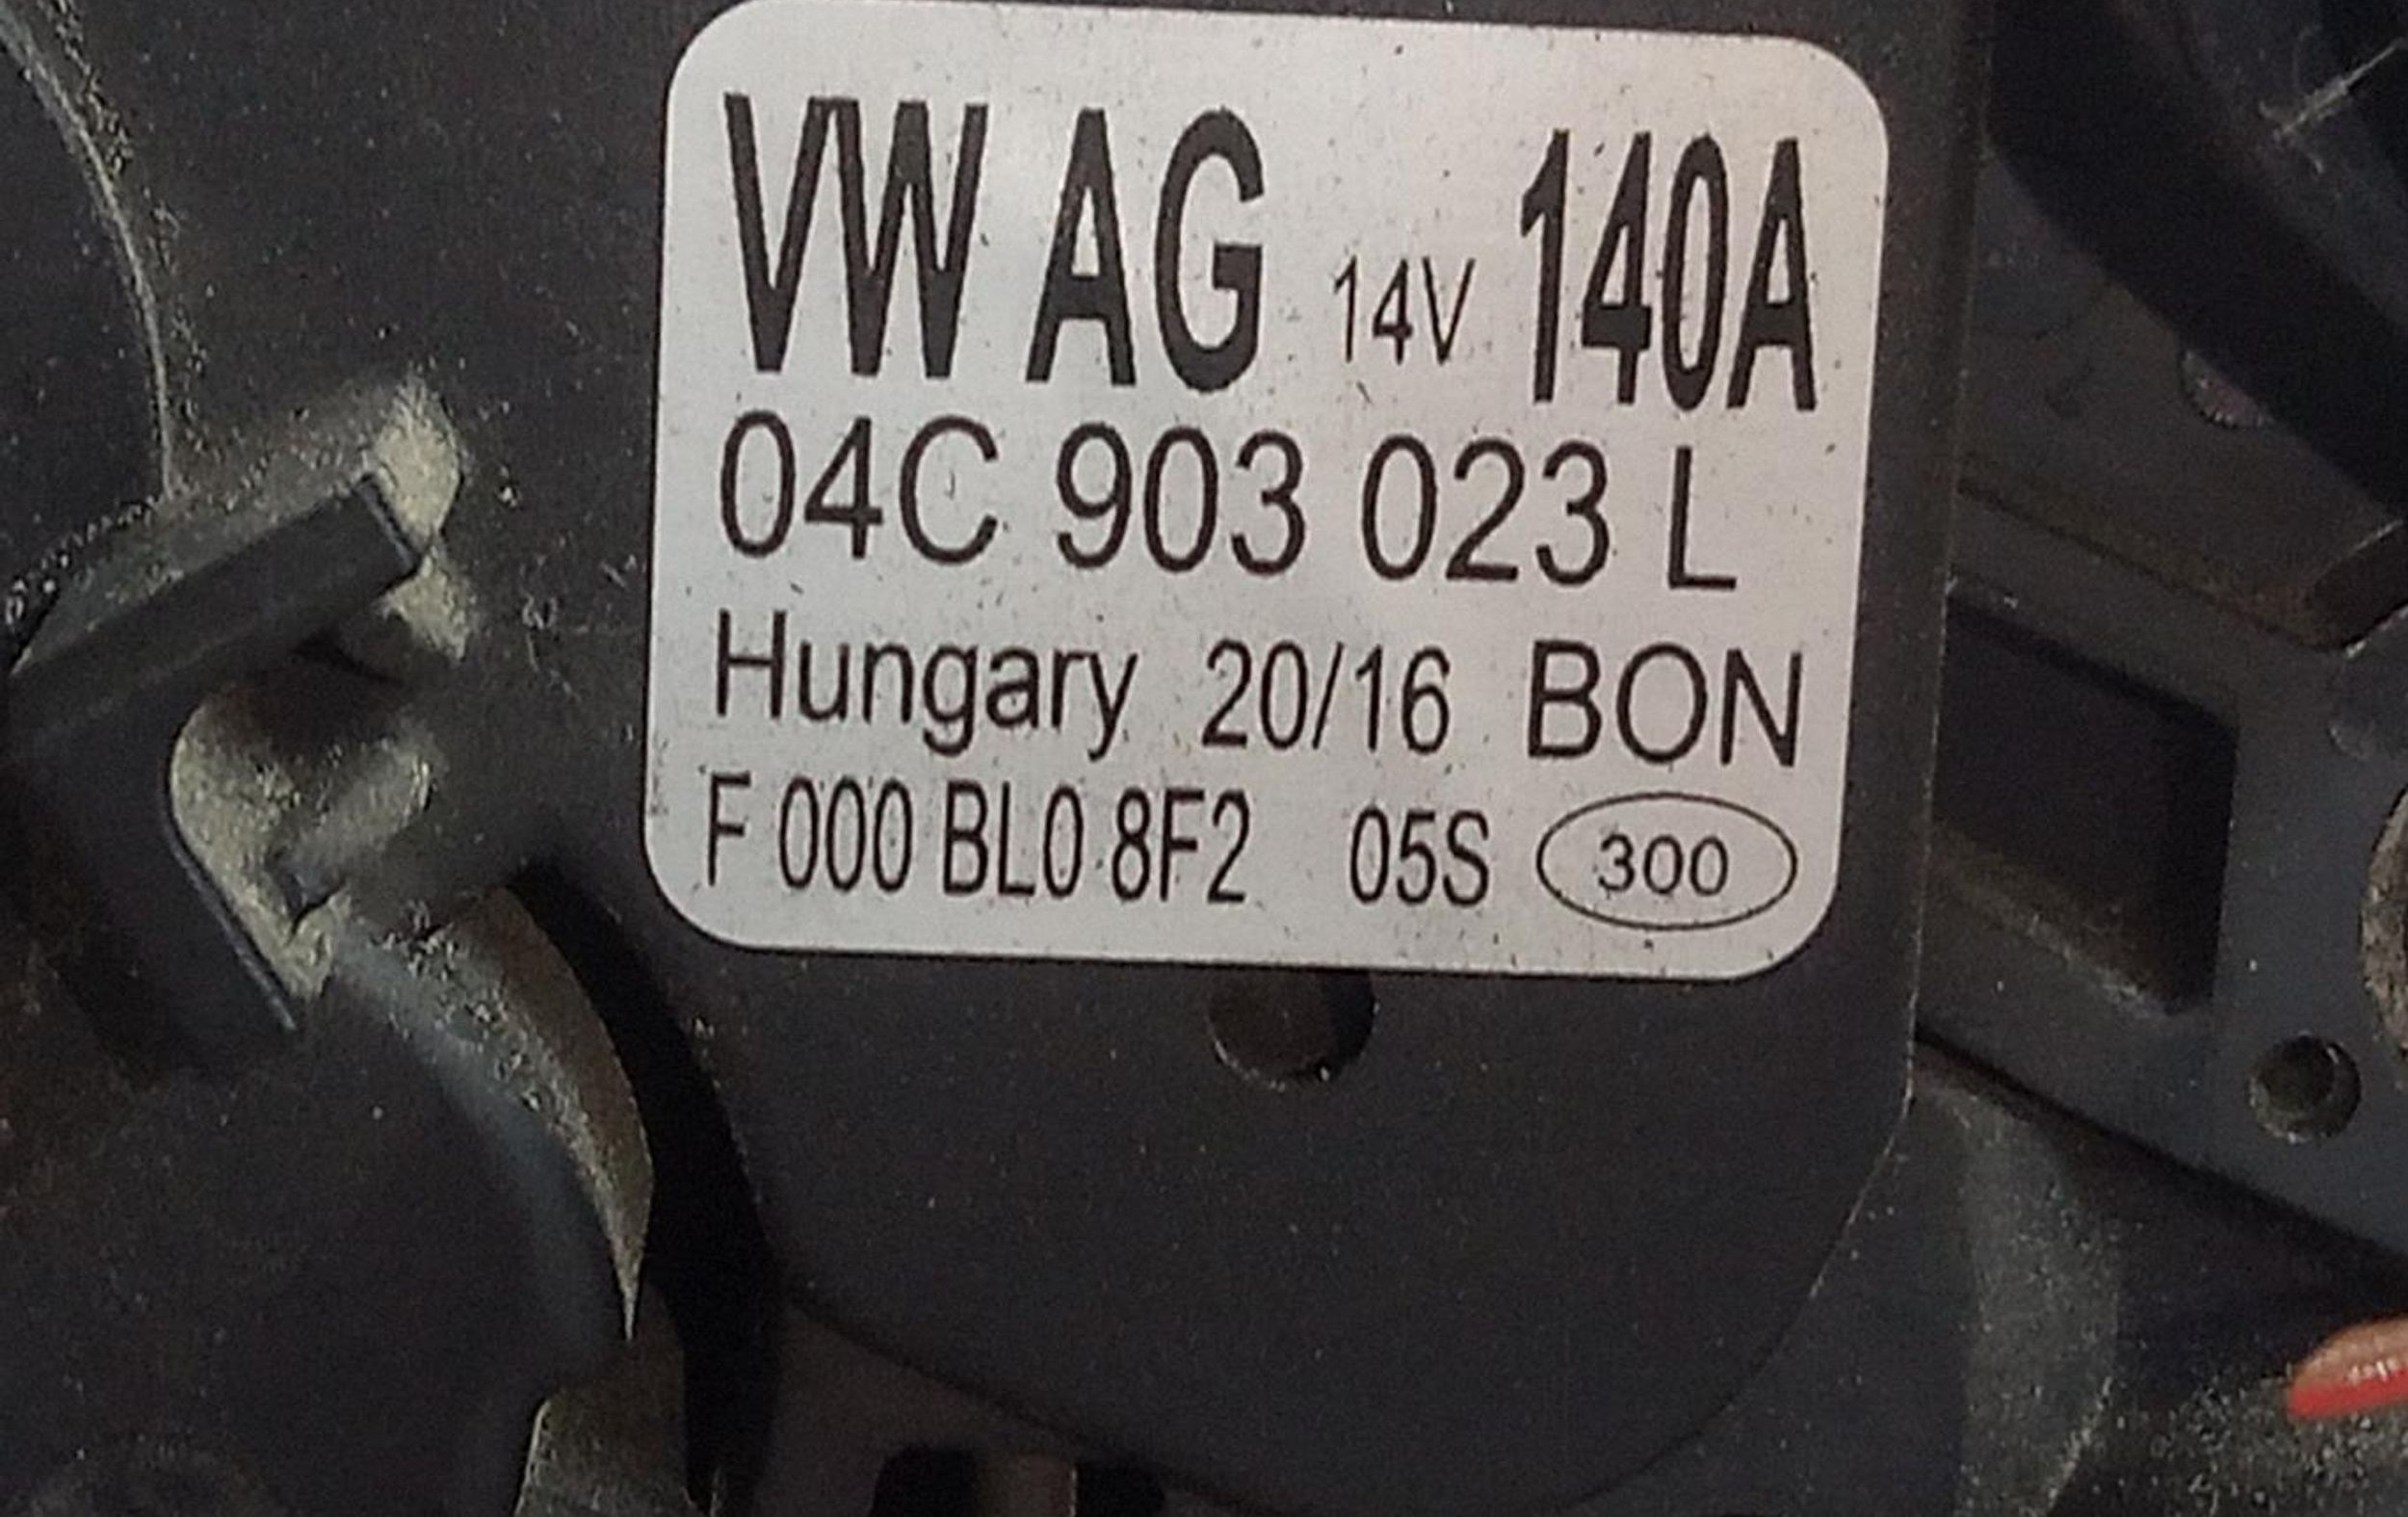 VW AG 14V 140A
04C 903 023 L
Hungary 20/16 BON
F 000 BL0 8F2 05S 300